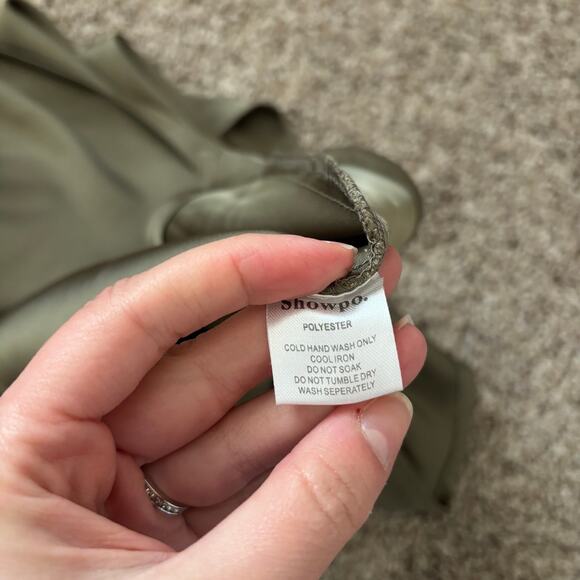 Showpo.
POLYESTER
COLD HAND WASH ONLY
COOL IRON
DO NOT SOAK
DO NOT TUMBLE DRY
WASH SEPERATELY